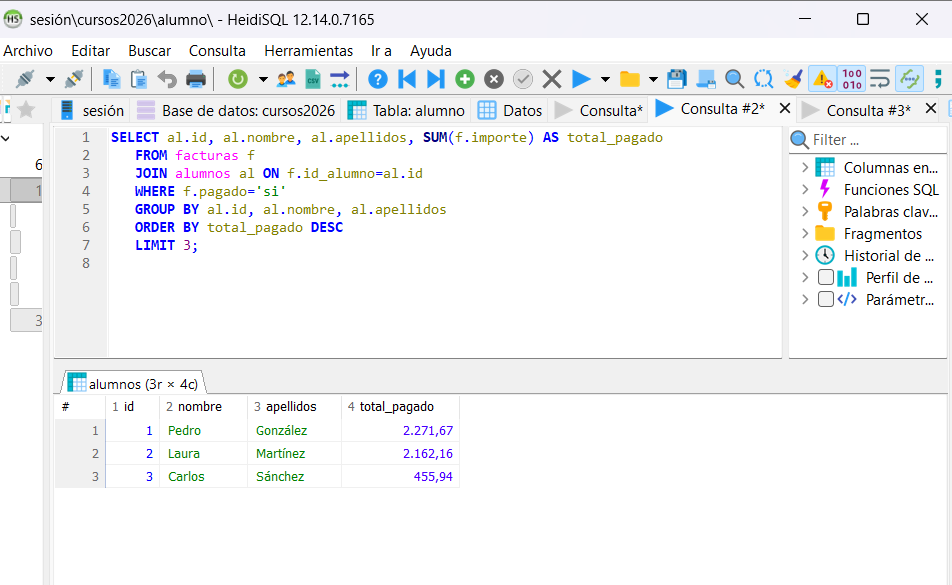 HS sesión\cursos2026\alumno\ - HeidiSQL 12.14.0.7165
Archivo Editar Buscar Consulta Herramientas Ir a Ayuda
sesión Base de datos: cursos2026 Tabla: alumno Datos Consulta* Consulta #2* Consulta #3*
1 SELECT al.id, al.nombre, al.apellidos, SUM(f.importe) AS total_pagado
2 FROM facturas f
3 JOIN alumnos al ON f.id_alumno=al.id
4 WHERE f.pagado='si'
5 GROUP BY al.id, al.nombre, al.apellidos
6 ORDER BY total_pagado DESC
7 LIMIT 3;
8
6
1
3
Filter ...
Columnas en...
Funciones SQL
Palabras clav...
Fragmentos
Historial de ...
Perfil de ...
Parámetr...
alumnos (3r × 4c)
# 1 id 2 nombre 3 apellidos 4 total_pagado
1 1 Pedro González 2.271,67
2 2 Laura Martínez 2.162,16
3 3 Carlos Sánchez 455,94